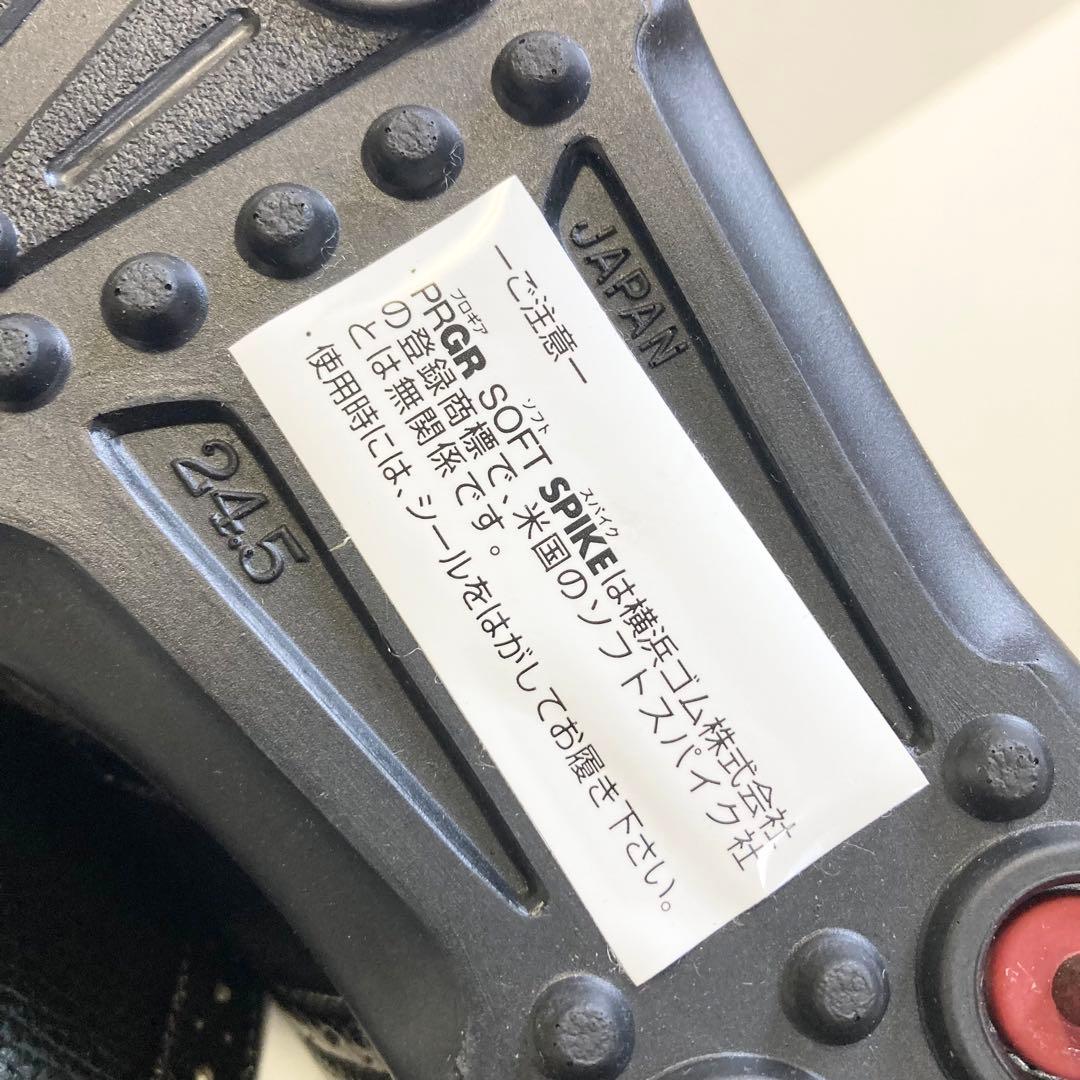 JAPAN
ーご注意ー
プロギア ソフト スパイク
PRGR SOFT SPIKEは横浜ゴム株式会社
の登録商標で、米国のソフトスパイク社
とは無関係です。
・使用時には、シールをはがしてお履き下さい。
24.5